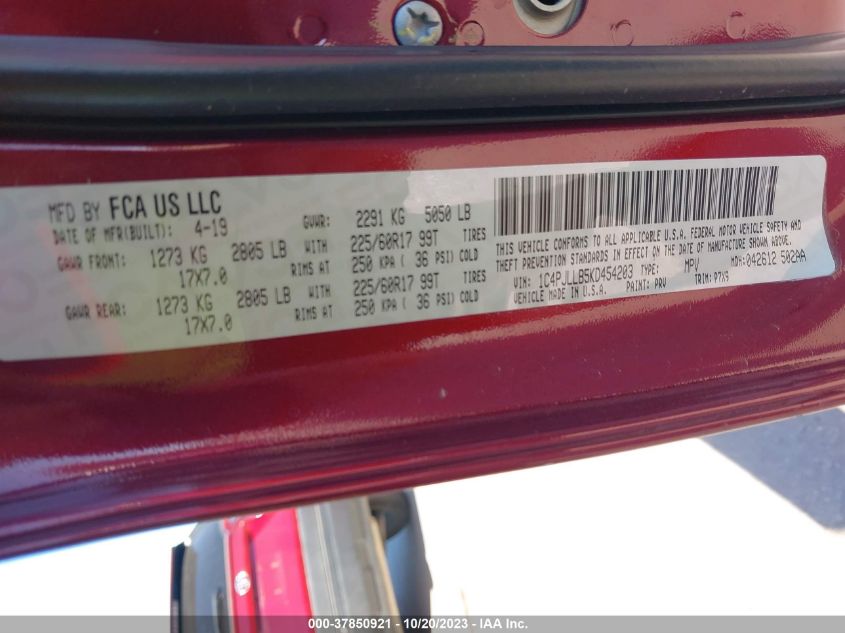 MFD BY FCA US LLC
DATE OF MFR(BUILT): 4-19 GVWR: 2291 KG 5050 LB
GAWR FRONT: 1273 KG 2805 LB WITH 225/60R17 99T TIRES
17X7.0 RIMS AT 250 KPA ( 36 PSI) COLD
GAWR REAR: 1273 KG 2805 LB WITH 225/60R17 99T TIRES
17X7.0 RIMS AT 250 KPA ( 36 PSI) COLD
THIS VEHICLE CONFORMS TO ALL APPLICABLE U.S.A. FEDERAL MOTOR VEHICLE SAFETY AND
THEFT PREVENTION STANDARDS IN EFFECT ON THE DATE OF MANUFACTURE SHOWN ABOVE.
VIN: 1C4PJLLB5KD454203 TYPE: MPV MDH: 042612 502AA
VEHICLE MADE IN U.S.A. PAINT: PRV TRIM: P7X9
000-37850921 | 10/20/2023 - IAA Inc.